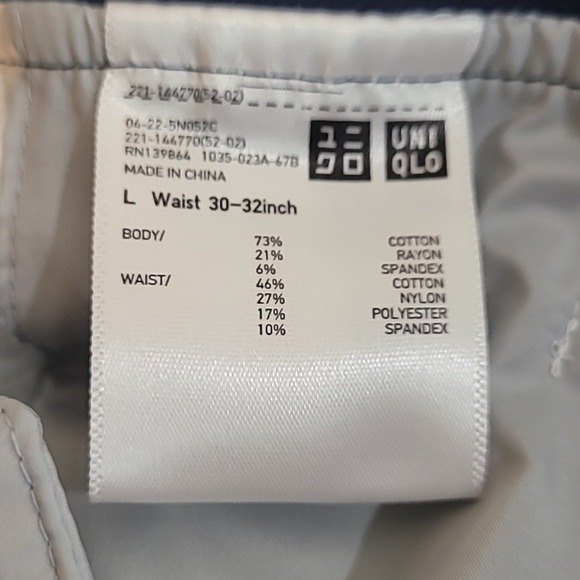 221-144770(52-02)
06-22-5N052C
221-144770(52-02)
RN139864 1035-023A-67B
MADE IN CHINA
ユニ
クロ
UNI
QLO
L Waist 30-32inch
BODY/ 73% COTTON
21% RAYON
6% SPANDEX
WAIST/ 46% COTTON
27% NYLON
17% POLYESTER
10% SPANDEX